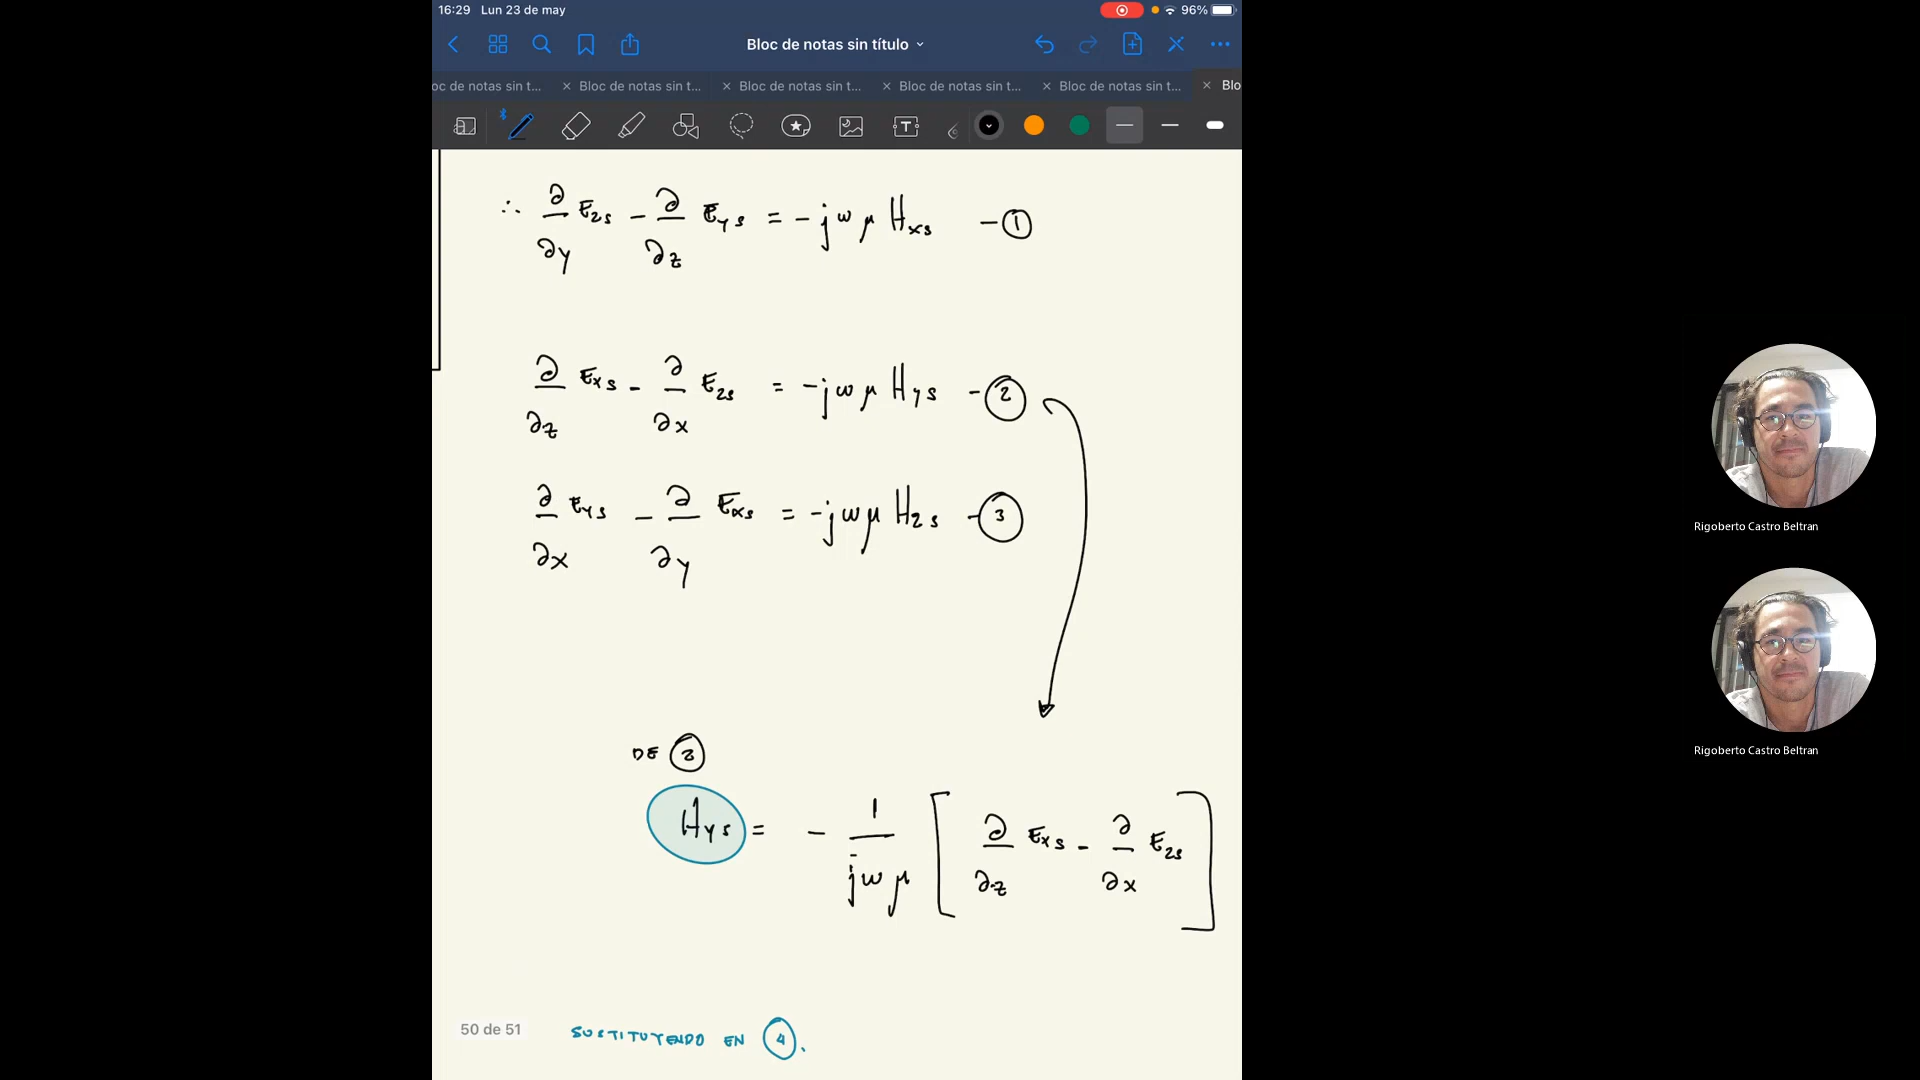 16:29 Lun 23 de may 96%
Bloc de notas sin título
oc de notas sin t... Bloc de notas sin t... Bloc de notas sin t... Bloc de notas sin t... Bloc de notas sin t... Blo
∴ ∂/∂y Ezs - ∂/∂z Eys = -jωμ Hxs - ①
∂/∂z Exs - ∂/∂x Ezs = -jωμ Hys - ②
∂/∂x Eys - ∂/∂y Exs = -jωμ Hzs - ③
DE ②
Hys = - 1/jωμ [ ∂/∂z Exs - ∂/∂x Ezs ]
50 de 51
SUSTITUYENDO EN ④.
Rigoberto Castro Beltran
Rigoberto Castro Beltran